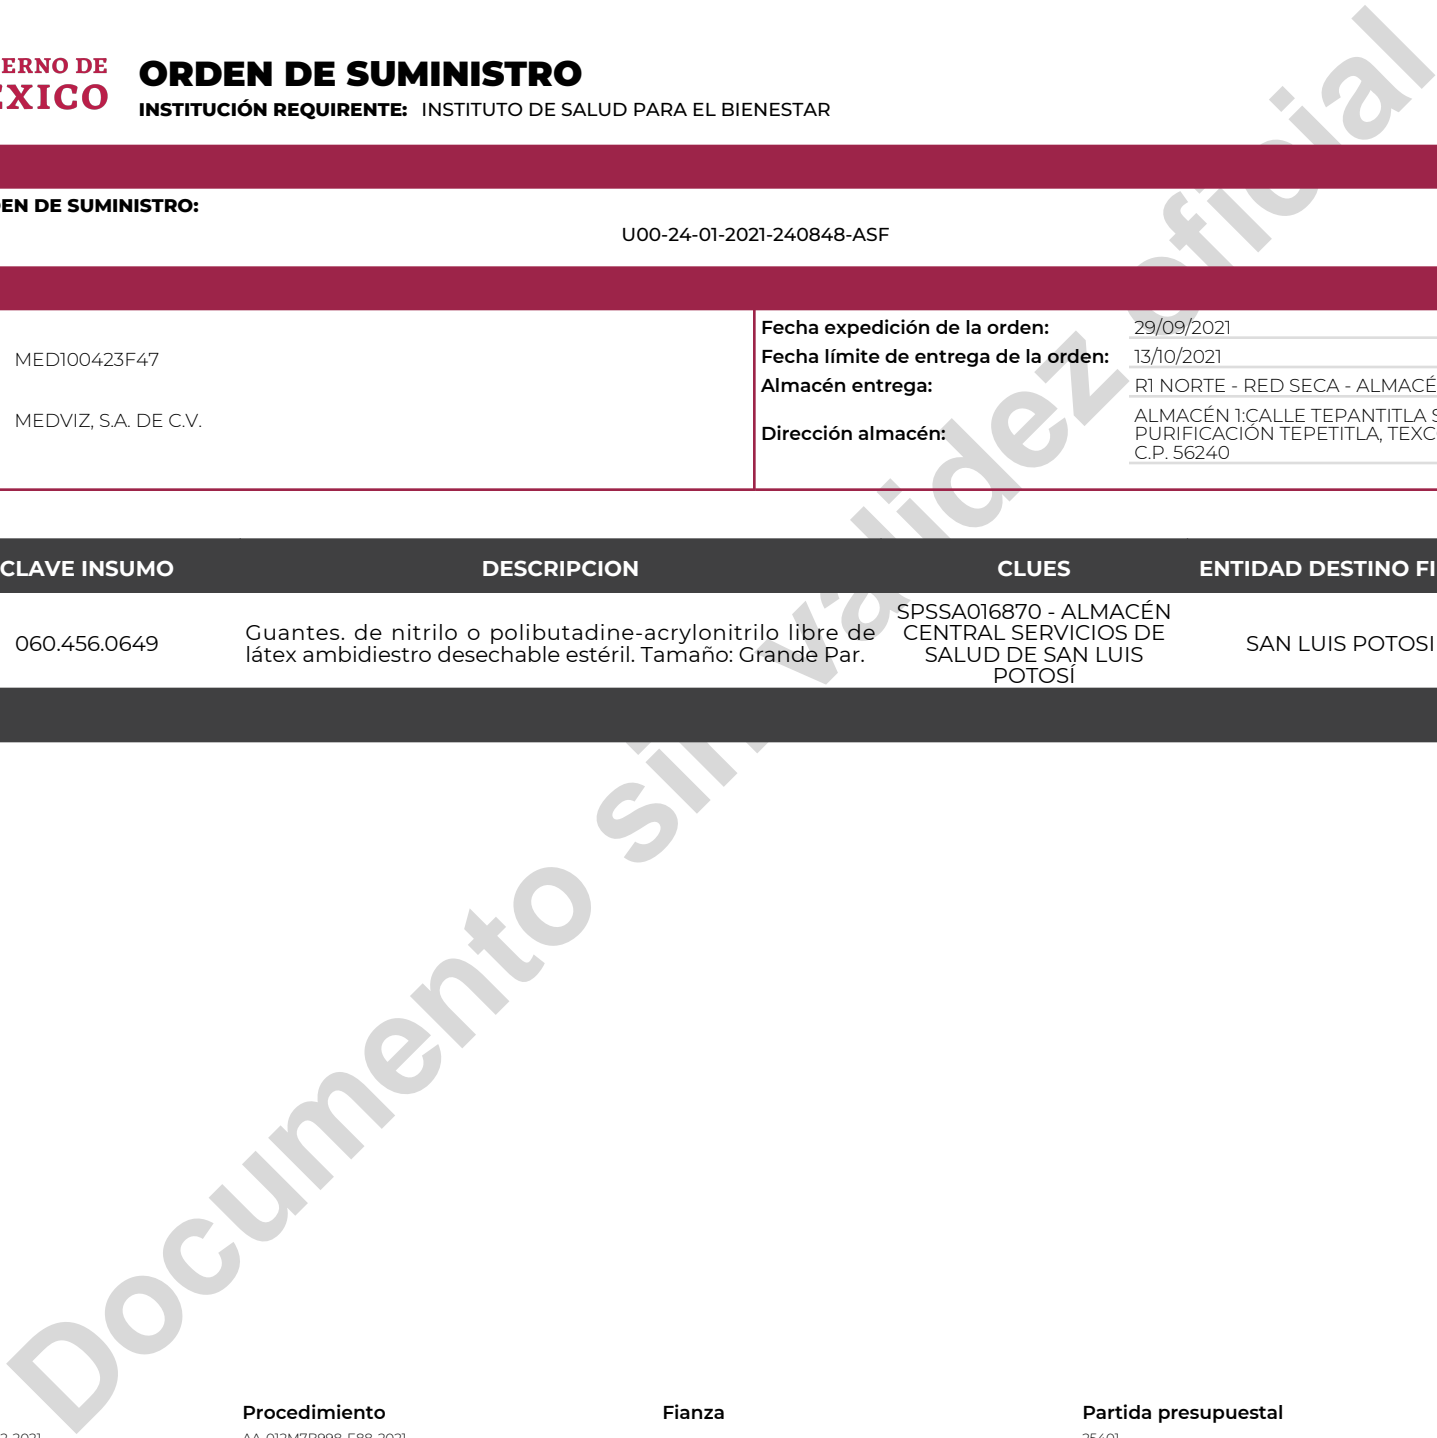 ERNO DE
ORDEN DE SUMINISTRO
INSTITUCIÓN REQUIRENTE: INSTITUTO DE SALUD PARA EL BIENESTAR
EN DE SUMINISTRO:
U00-24-01-2021-240848-ASF
MED100423F47
MEDVIZ, S.A. DE C.V.
Fecha expedición de la orden: 29/09/2021
Fecha límite de entrega de la orden: 13/10/2021
Almacén entrega: R1 NORTE - RED SECA - ALMACÉ
Dirección almacén: ALMACÉN 1:CALLE TEPANTITLA S
PURIFICACIÓN TEPETITLA, TEXC
C.P. 56240
CLAVE INSUMO DESCRIPCION CLUES ENTIDAD DESTINO FI
060.456.0649
Guantes. de nitrilo o polibutadine-acrylonitrilo libre de
látex ambidiestro desechable estéril. Tamaño: Grande Par.
SPSSA016870 - ALMACÉN
CENTRAL SERVICIOS DE
SALUD DE SAN LUIS
POTOSÍ
SAN LUIS POTOSI
Documento sin validez oficial
Procedimiento Fianza Partida presupuestal